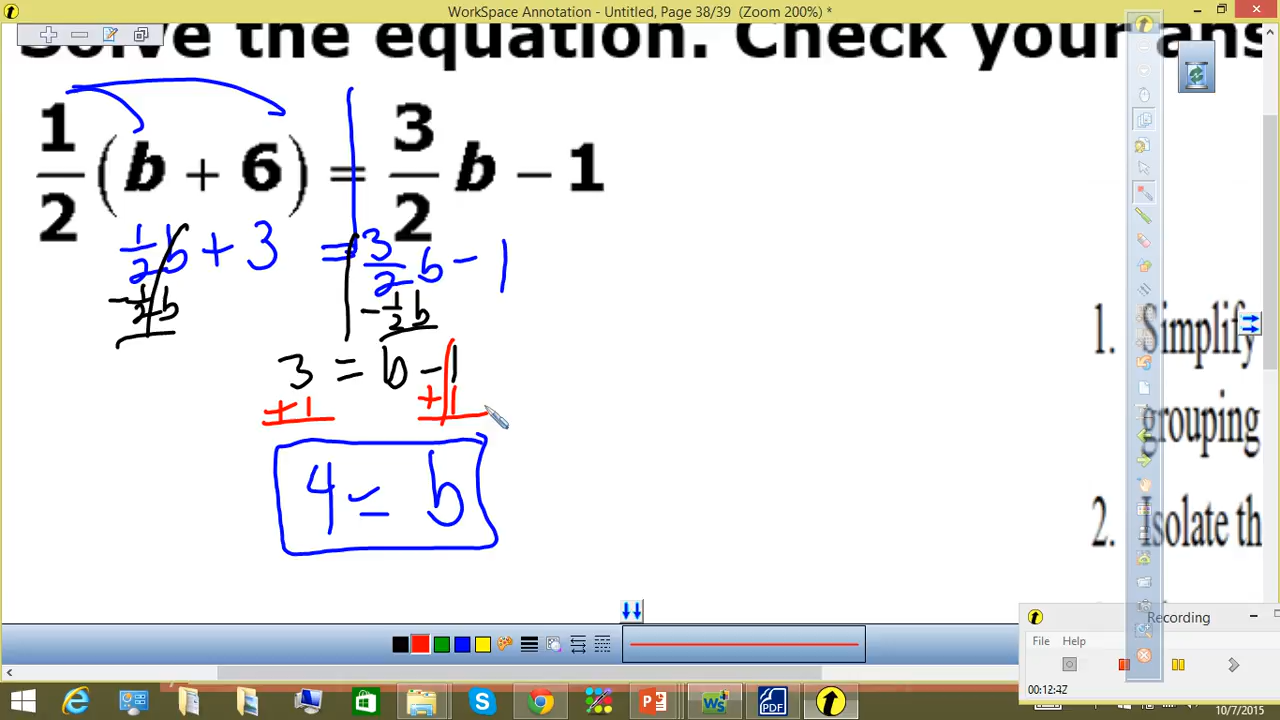 WorkSpace Annotation - Untitled, Page 38/39 (Zoom 200%) *
Solve the equation. Check your ans
1/2 (b + 6) = 3/2 b − 1
1/2 b + 3 = 3/2 b − 1
− 1/2 b − 1/2 b
3 = b − 1
+1 +1
4 = b
1. Simplify
grouping
2. Isolate th
Recording
File Help
00:12:42
10/7/2015